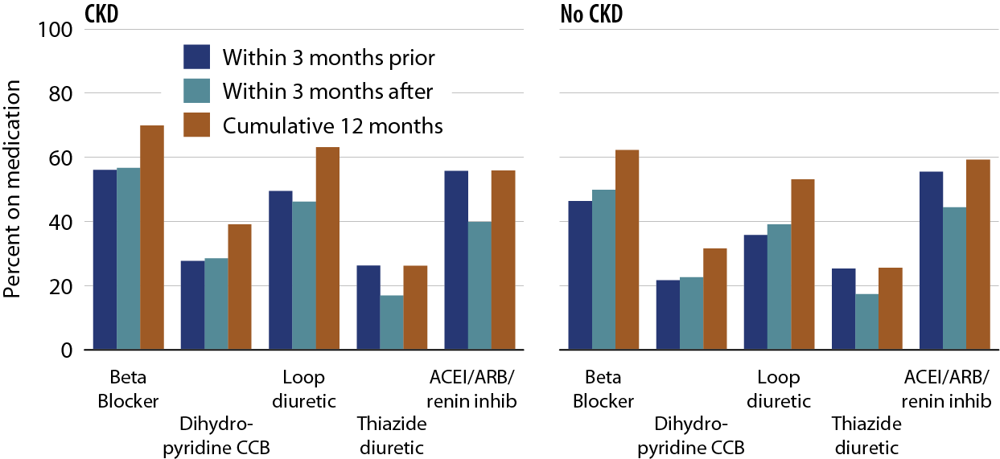 CKD
No CKD
100
80
60
40
20
0
Percent on medication
Within 3 months prior
Within 3 months after
Cumulative 12 months
Beta
Blocker
Dihydro-
pyridine CCB
Loop
diuretic
Thiazide
diuretic
ACEI/ARB/
renin inhib
Beta
Blocker
Dihydro-
pyridine CCB
Loop
diuretic
Thiazide
diuretic
ACEI/ARB/
renin inhib